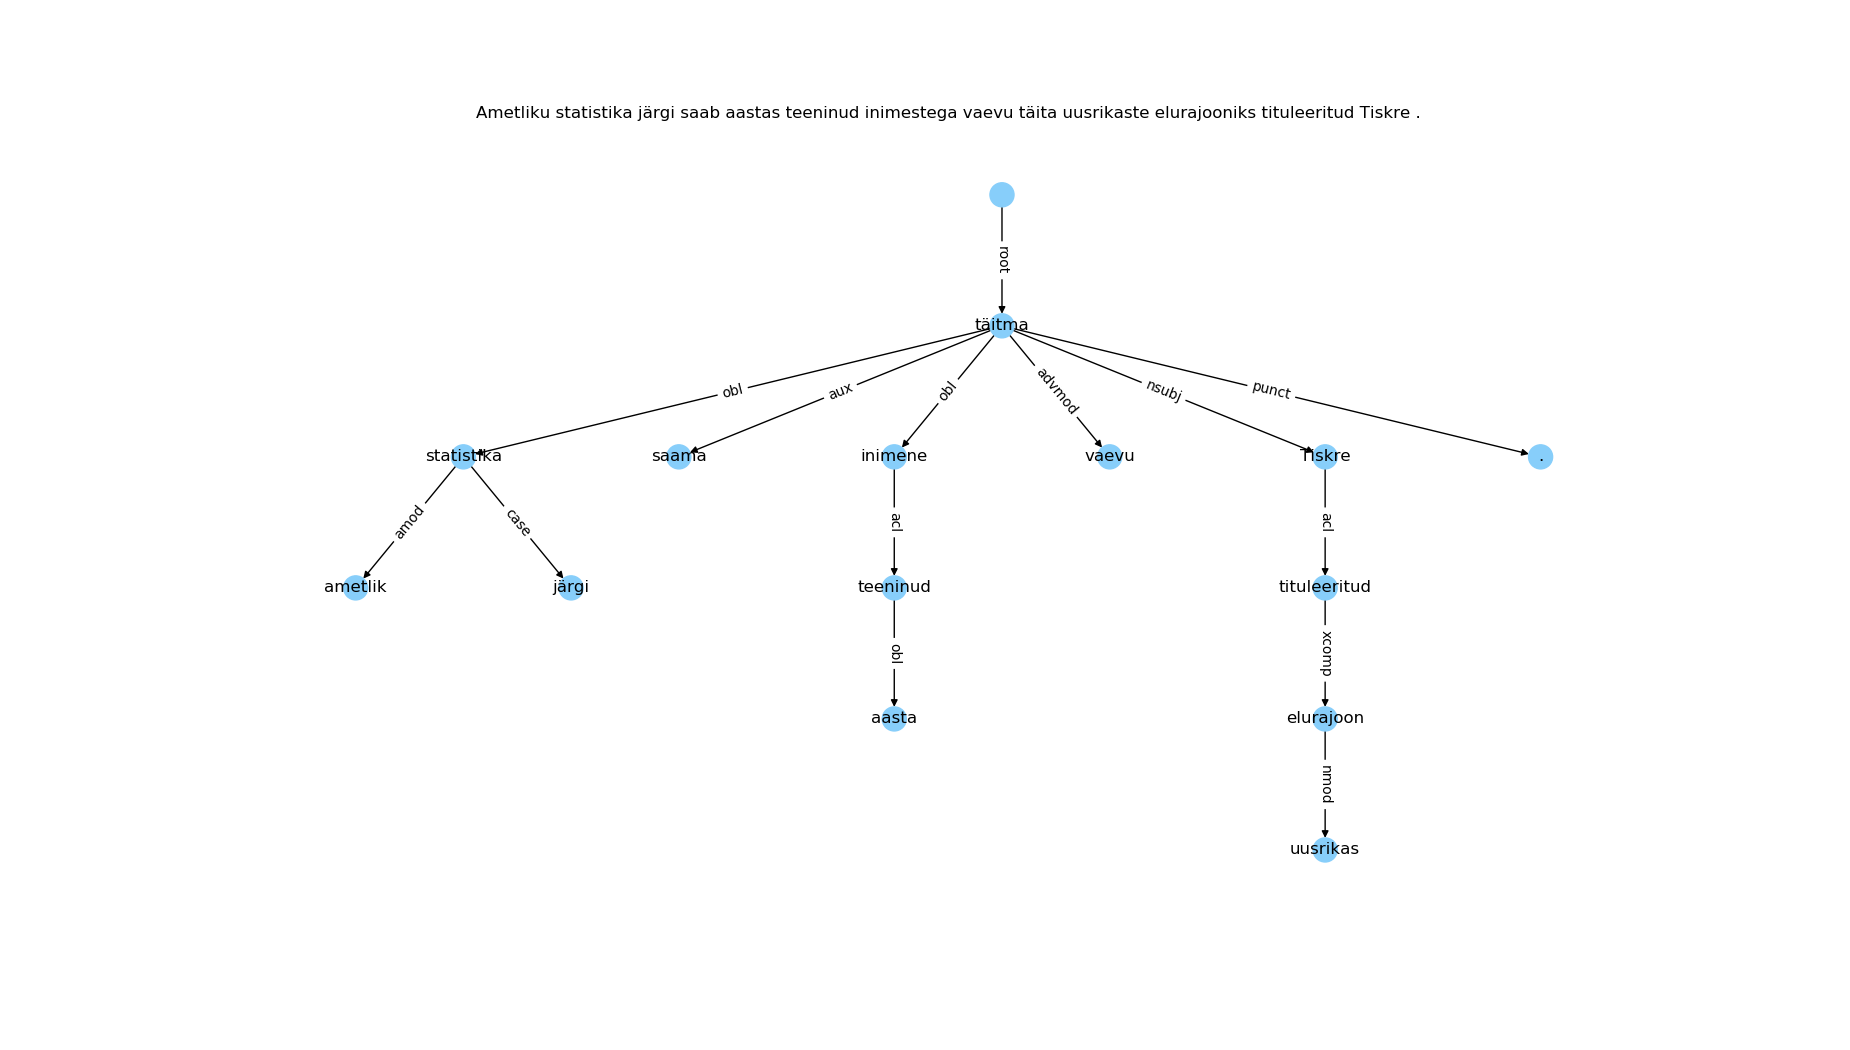 Ametliku statistika järgi saab aastas teeninud inimestega vaevu täita uusrikaste elurajooniks tituleeritud Tiskre .
root
täitma
obl aux obl advmod nsubj punct
statistika saama inimene vaevu Tiskre .
amod case acl acl
ametlik järgi teeninud tituleeritud
obl xcomp
aasta elurajoon
nmod
uusrikas